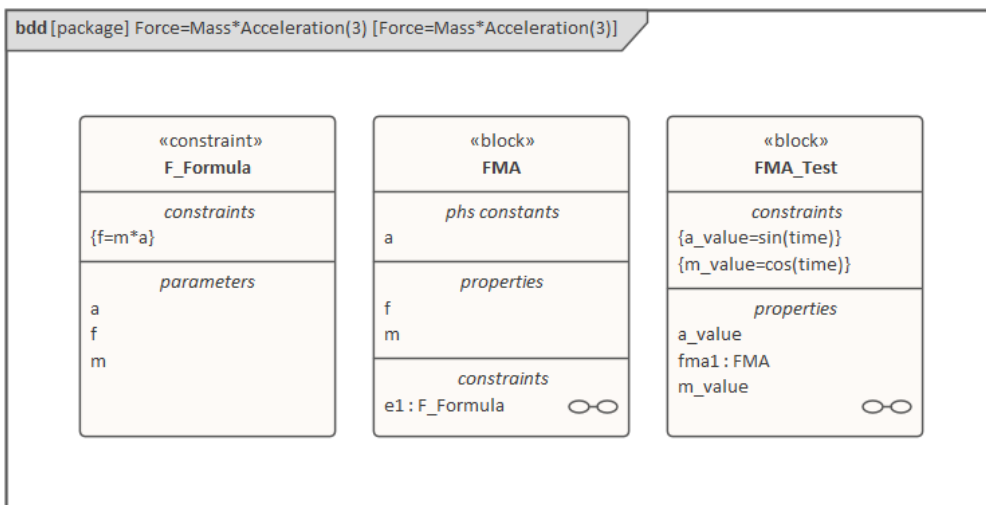 bdd [package] Force=Mass*Acceleration(3) [Force=Mass*Acceleration(3)]
«constraint»
F_Formula
constraints
{f=m*a}
parameters
a
f
m
«block»
FMA
phs constants
a
properties
f
m
constraints
e1 : F_Formula
«block»
FMA_Test
constraints
{a_value=sin(time)}
{m_value=cos(time)}
properties
a_value
fma1 : FMA
m_value